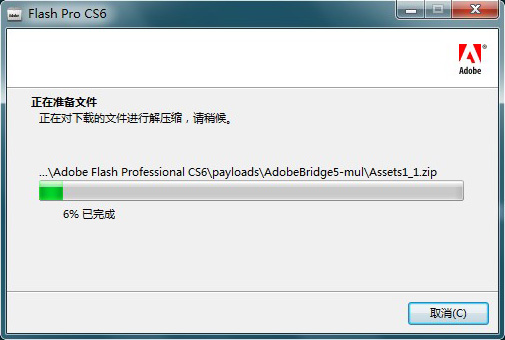 Flash Pro CS6
Adobe
正在准备文件
正在对下载的文件进行解压缩，请稍候。
...\Adobe Flash Professional CS6\payloads\AdobeBridge5-mul\Assets1_1.zip
6% 已完成
取消(C)